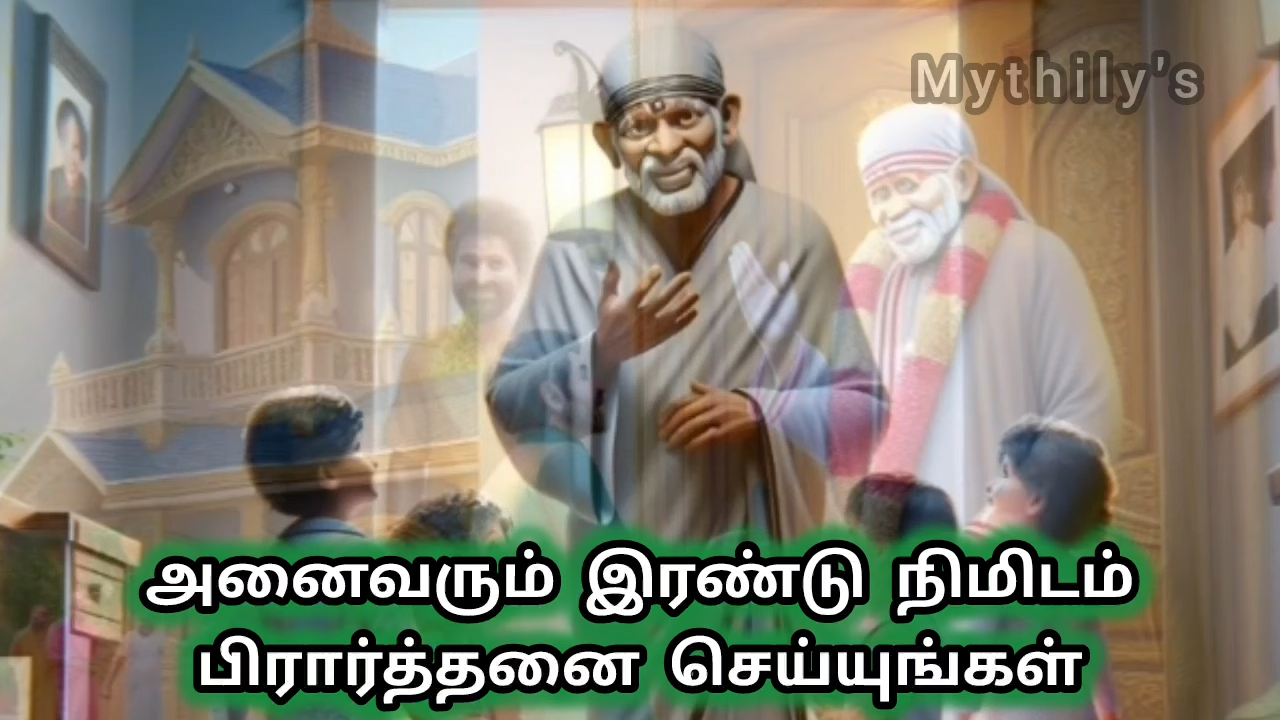 Mythily's
அனைவரும் இரண்டு நிமிடம்
பிரார்த்தனை செய்யுங்கள்